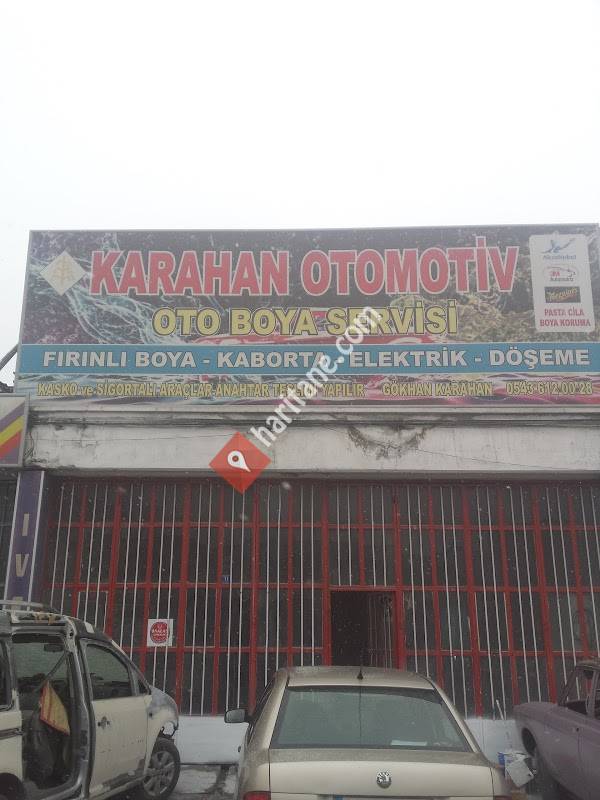 KARAHAN OTOMOTİV
OTO BOYA SERVİSİ
FIRINLI BOYA - KABORTA - ELEKTRİK - DÖŞEME
KASKO ve SİGORTALI ARAÇLAR ANAHTAR TESLİM YAPILIR GÖKHAN KARAHAN 0543 612 00 28
PASTA CİLA
BOYA KORUMA
haritane.com